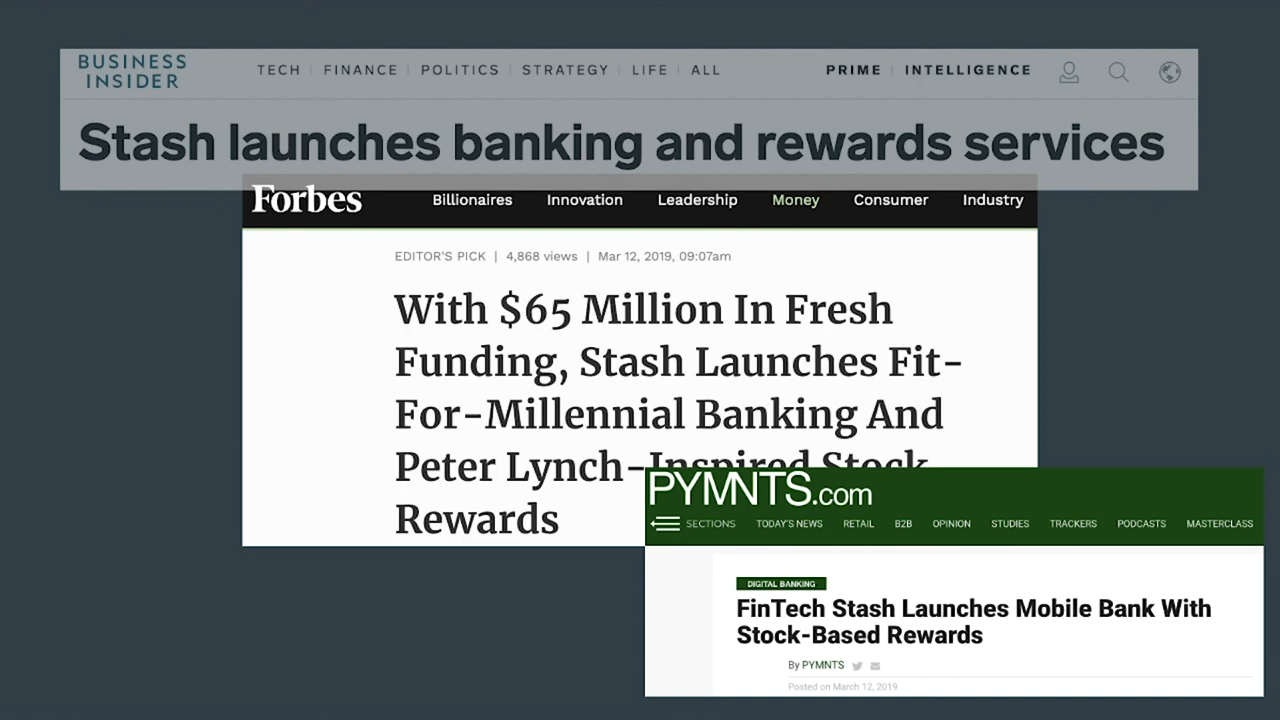 BUSINESS
INSIDER
TECH | FINANCE | POLITICS | STRATEGY | LIFE | ALL
PRIME | INTELLIGENCE
Stash launches banking and rewards services
Forbes
Billionaires Innovation Leadership Money Consumer Industry
EDITOR'S PICK | 4,868 views | Mar 12, 2019, 09:07am
With $65 Million In Fresh
Funding, Stash Launches Fit-
For-Millennial Banking And
Peter Lynch-Inspired Stock
Rewards
PYMNTS.com
SECTIONS TODAY'S NEWS RETAIL B2B OPINION STUDIES TRACKERS PODCASTS MASTERCLASS
DIGITAL BANKING
FinTech Stash Launches Mobile Bank With
Stock-Based Rewards
By PYMNTS
Posted on March 12, 2019